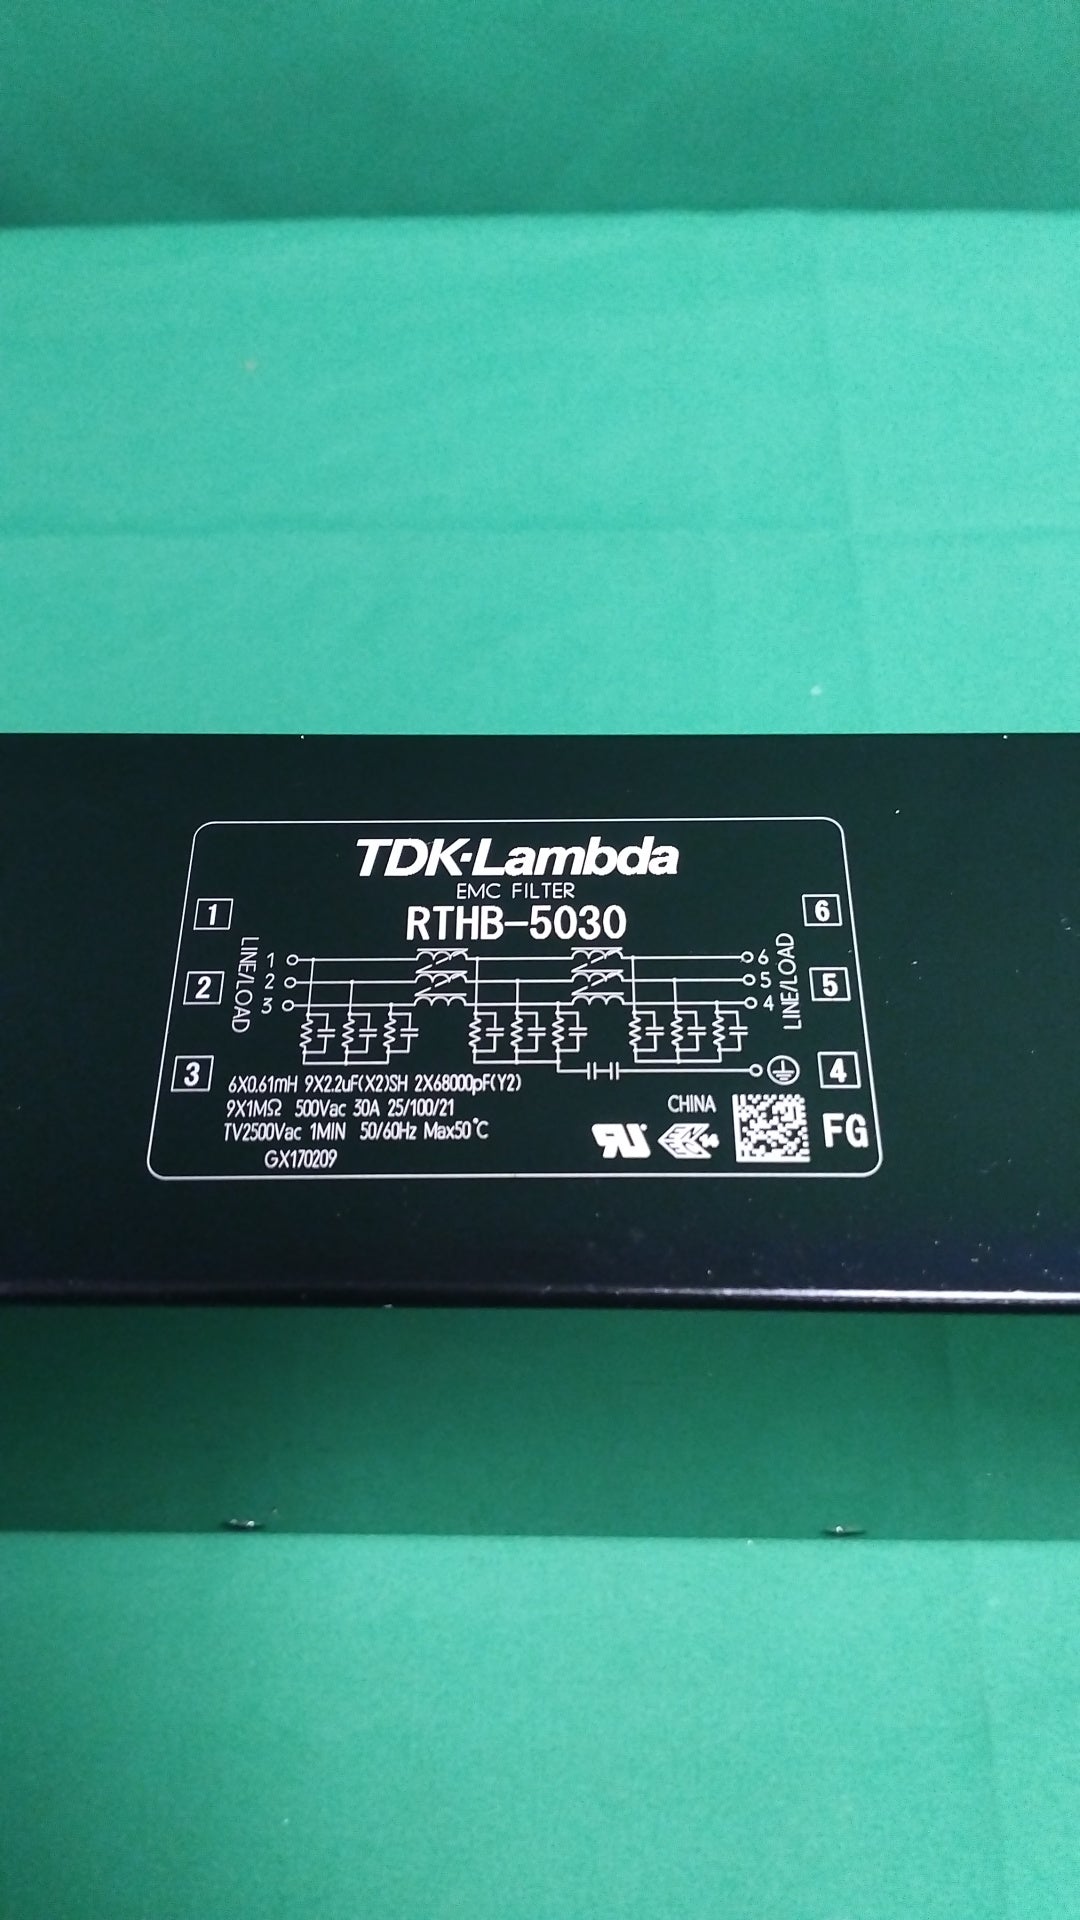 TDK-Lambda
EMC FILTER
RTHB-5030
1
2
3
LINE/LOAD
1
2
3
6
5
4
LINE/LOAD
6
5
4
FG
6X0.61mH 9X2.2uF(X2)SH 2X68000pF(Y2)
9X1MΩ 500Vac 30A 25/100/21
TV2500Vac 1MIN 50/60Hz Max50°C
GX170209
CHINA
14